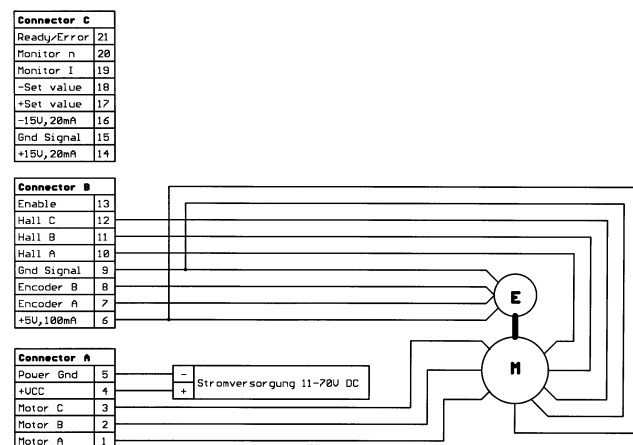 Connector C
Ready/Error 21
Monitor n 20
Monitor I 19
-Set value 18
+Set value 17
-15V,20mA 16
Gnd Signal 15
+15V,20mA 14
Connector B
Enable 13
Hall C 12
Hall B 11
Hall A 10
Gnd Signal 9
Encoder B 8
Encoder A 7
+5V,100mA 6
E
Connector A
Power Gnd 5
+VCC 4
Motor C 3
Motor B 2
Motor A 1
-
+
Stromversorgung 11-70V DC
M